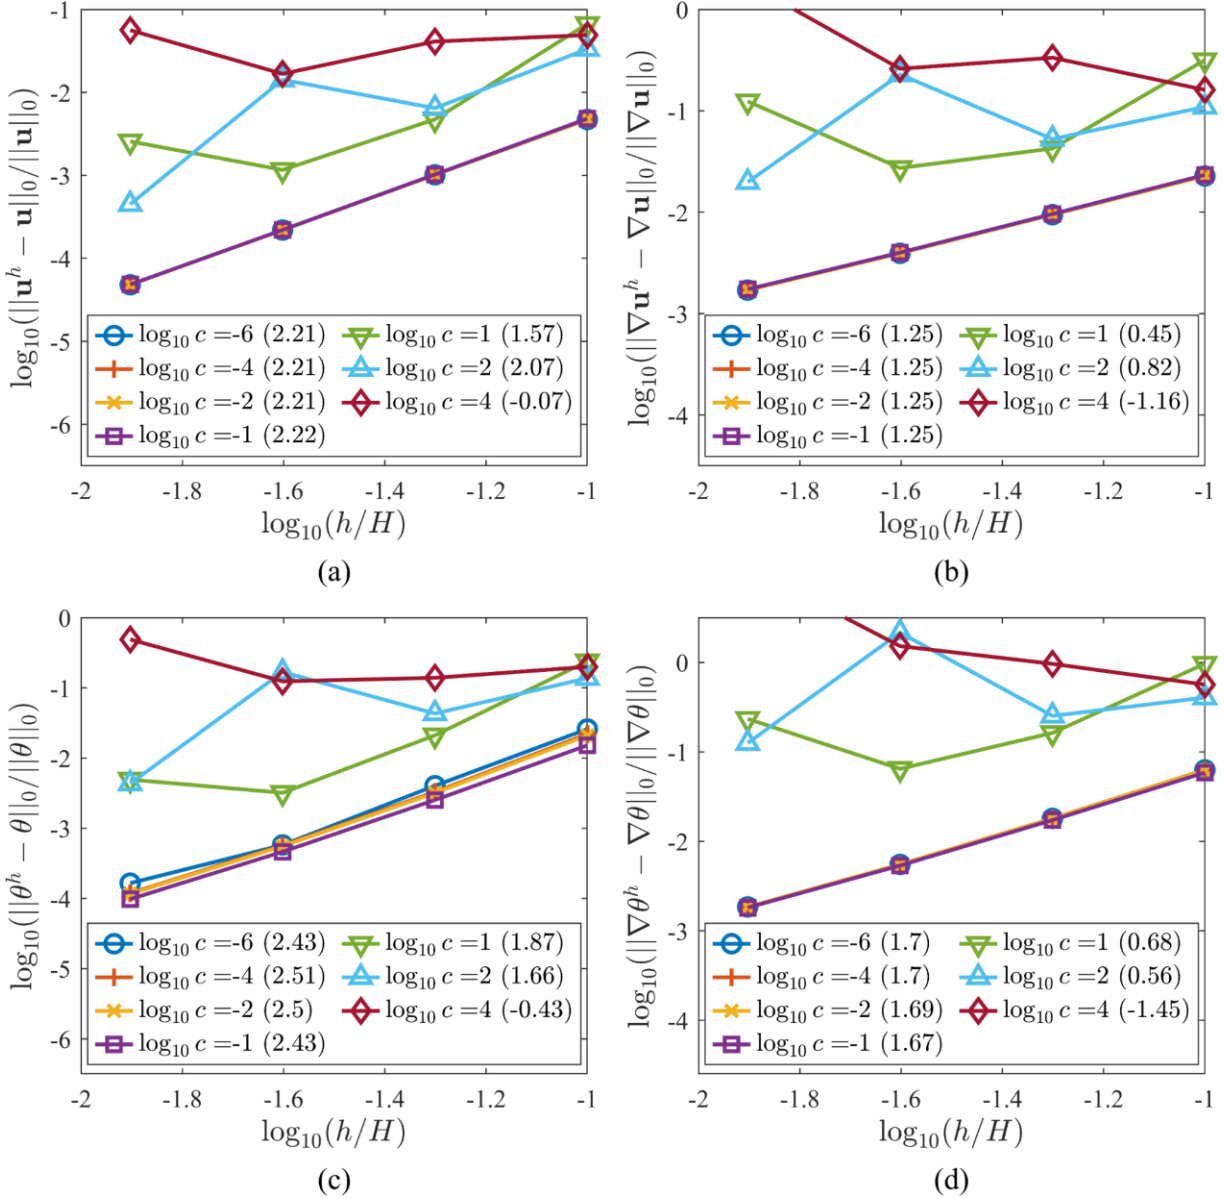 -1
-2
-3
-4
-5
-6
log₁₀(||𝐮ʰ − 𝐮||₀/||𝐮||₀)
log₁₀ c =-6 (2.21)
log₁₀ c =-4 (2.21)
log₁₀ c =-2 (2.21)
log₁₀ c =-1 (2.22)
log₁₀ c =1 (1.57)
log₁₀ c =2 (2.07)
log₁₀ c =4 (-0.07)
-2 -1.8 -1.6 -1.4 -1.2 -1
log₁₀(h/H)
(a)
0
-1
-2
-3
-4
log₁₀(||∇𝐮ʰ − ∇𝐮||₀/||∇𝐮||₀)
log₁₀ c =-6 (1.25)
log₁₀ c =-4 (1.25)
log₁₀ c =-2 (1.25)
log₁₀ c =-1 (1.25)
log₁₀ c =1 (0.45)
log₁₀ c =2 (0.82)
log₁₀ c =4 (-1.16)
-2 -1.8 -1.6 -1.4 -1.2 -1
log₁₀(h/H)
(b)
0
-1
-2
-3
-4
-5
-6
log₁₀(||θʰ − θ||₀/||θ||₀)
log₁₀ c =-6 (2.43)
log₁₀ c =-4 (2.51)
log₁₀ c =-2 (2.5)
log₁₀ c =-1 (2.43)
log₁₀ c =1 (1.87)
log₁₀ c =2 (1.66)
log₁₀ c =4 (-0.43)
-2 -1.8 -1.6 -1.4 -1.2 -1
log₁₀(h/H)
(c)
0
-1
-2
-3
-4
log₁₀(||∇θʰ − ∇θ||₀/||∇θ||₀)
log₁₀ c =-6 (1.7)
log₁₀ c =-4 (1.7)
log₁₀ c =-2 (1.69)
log₁₀ c =-1 (1.67)
log₁₀ c =1 (0.68)
log₁₀ c =2 (0.56)
log₁₀ c =4 (-1.45)
-2 -1.8 -1.6 -1.4 -1.2 -1
log₁₀(h/H)
(d)